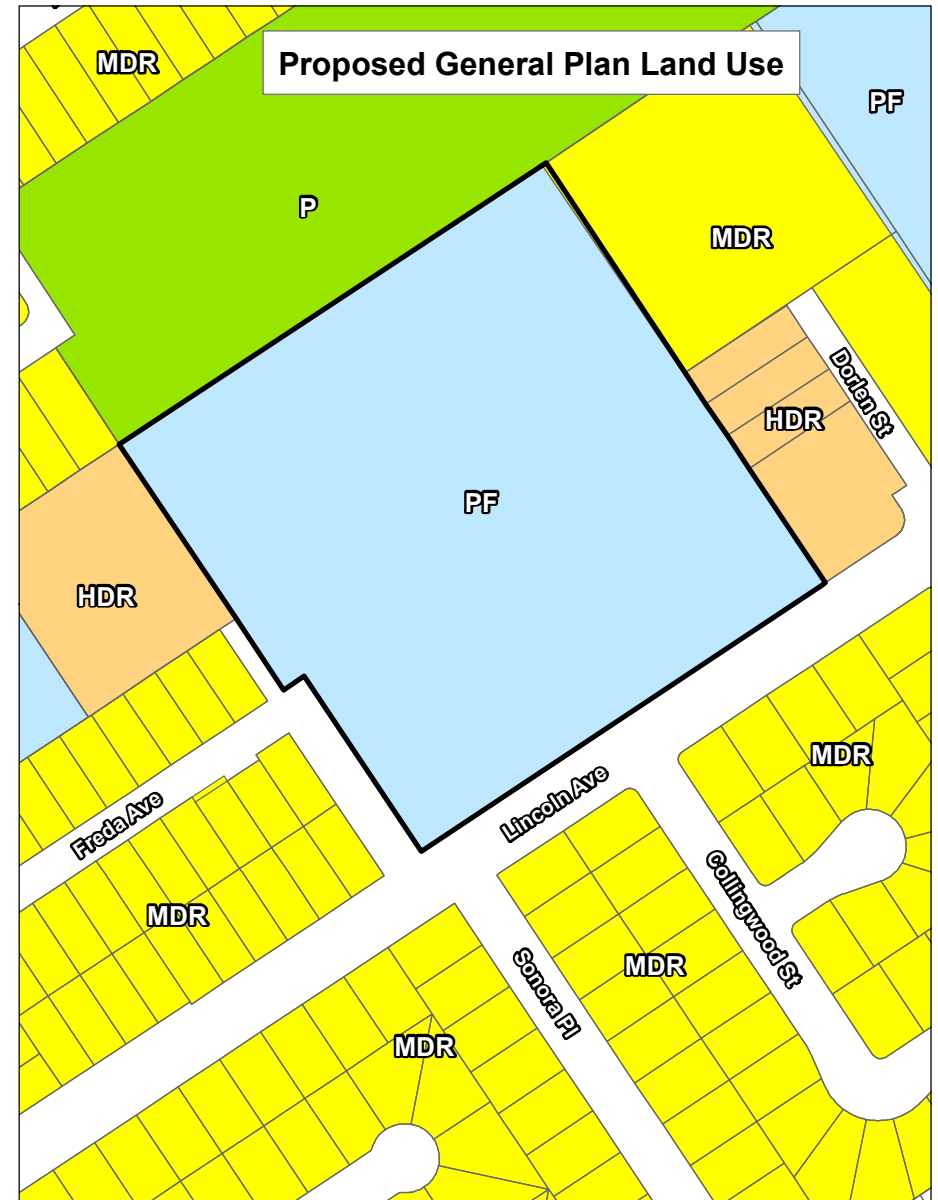 Proposed General Plan Land Use
MDR
PF
P
MDR
Dorlen St
HDR
PF
HDR
MDR
Lincoln Ave
Freda Ave
MDR
Collingwood St
MDR
Sonora Pl
MDR